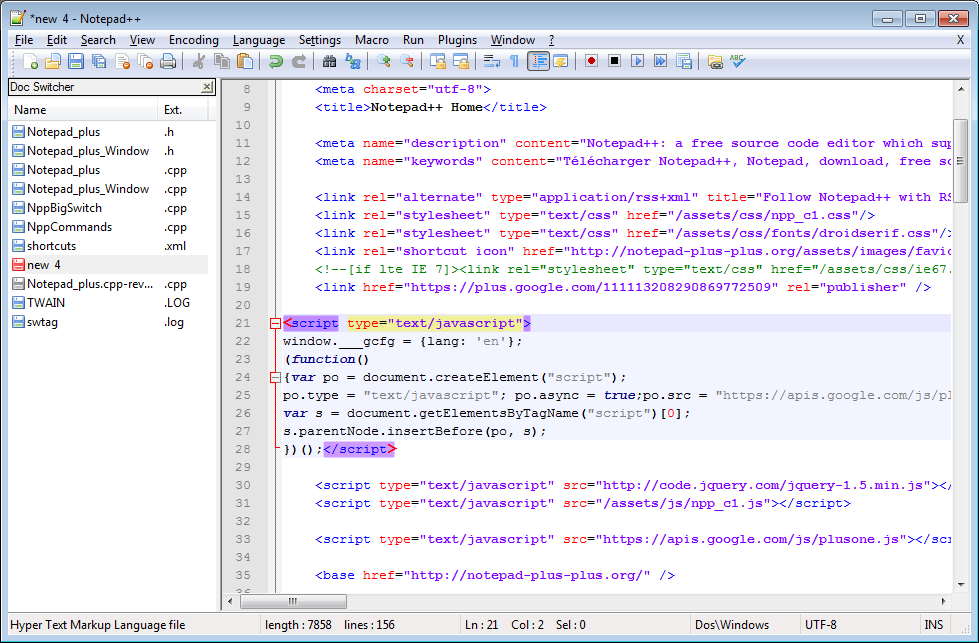 *new 4 - Notepad++
File Edit Search View Encoding Language Settings Macro Run Plugins Window ? X
Doc Switcher
Name Ext.
Notepad_plus .h
Notepad_plus_Window .h
Notepad_plus .cpp
Notepad_plus_Window .cpp
NppBigSwitch .cpp
NppCommands .cpp
shortcuts .xml
new 4
Notepad_plus.cpp-rev... .cpp
TWAIN .LOG
swtag .log
8 <meta charset="utf-8">
9 <title>Notepad++ Home</title>
10
11 <meta name="description" content="Notepad++: a free source code editor which sup
12 <meta name="keywords" content="Télécharger Notepad++, Notepad, download, free so
13
14 <link rel="alternate" type="application/rss+xml" title="Follow Notepad++ with RS
15 <link rel="stylesheet" type="text/css" href="/assets/css/npp_c1.css"/>
16 <link rel="stylesheet" type="text/css" href="/assets/css/fonts/droidserif.css"/>
17 <link rel="shortcut icon" href="http://notepad-plus-plus.org/assets/images/favic
18 <!--[if lte IE 7]><link rel="stylesheet" type="text/css" href="/assets/css/ie67.
19 <link href="https://plus.google.com/111113208290869772509" rel="publisher" />
20
21 <script type="text/javascript">
22 window.___gcfg = {lang: 'en'};
23 (function()
24 {var po = document.createElement("script");
25 po.type = "text/javascript"; po.async = true;po.src = "https://apis.google.com/js/pl
26 var s = document.getElementsByTagName("script")[0];
27 s.parentNode.insertBefore(po, s);
28 })();</script>
29
30 <script type="text/javascript" src="http://code.jquery.com/jquery-1.5.min.js"></
31 <script type="text/javascript" src="/assets/js/npp_c1.js"></script>
32
33 <script type="text/javascript" src="https://apis.google.com/js/plusone.js"></scr
34
35 <base href="http://notepad-plus-plus.org/" />
Hyper Text Markup Language file length : 7858 lines : 156 Ln : 21 Col : 2 Sel : 0 Dos\Windows UTF-8 INS